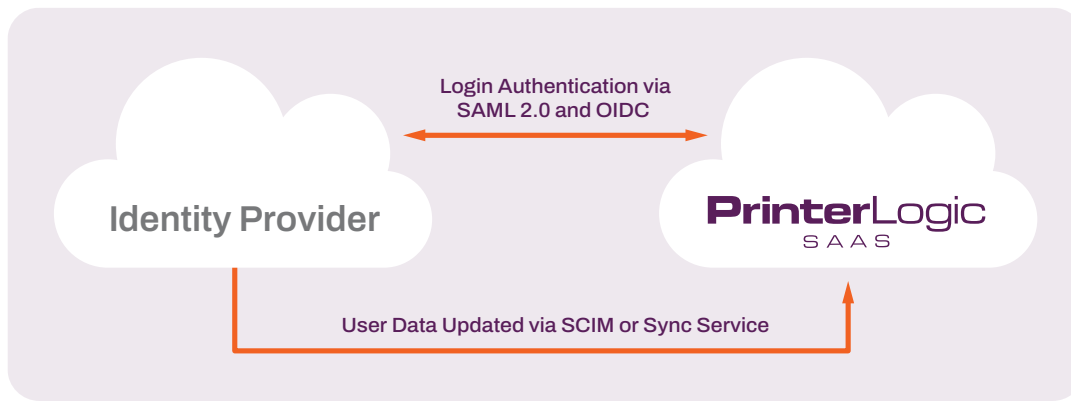 Login Authentication via
SAML 2.0 and OIDC
Identity Provider
PrinterLogic
SAAS
User Data Updated via SCIM or Sync Service